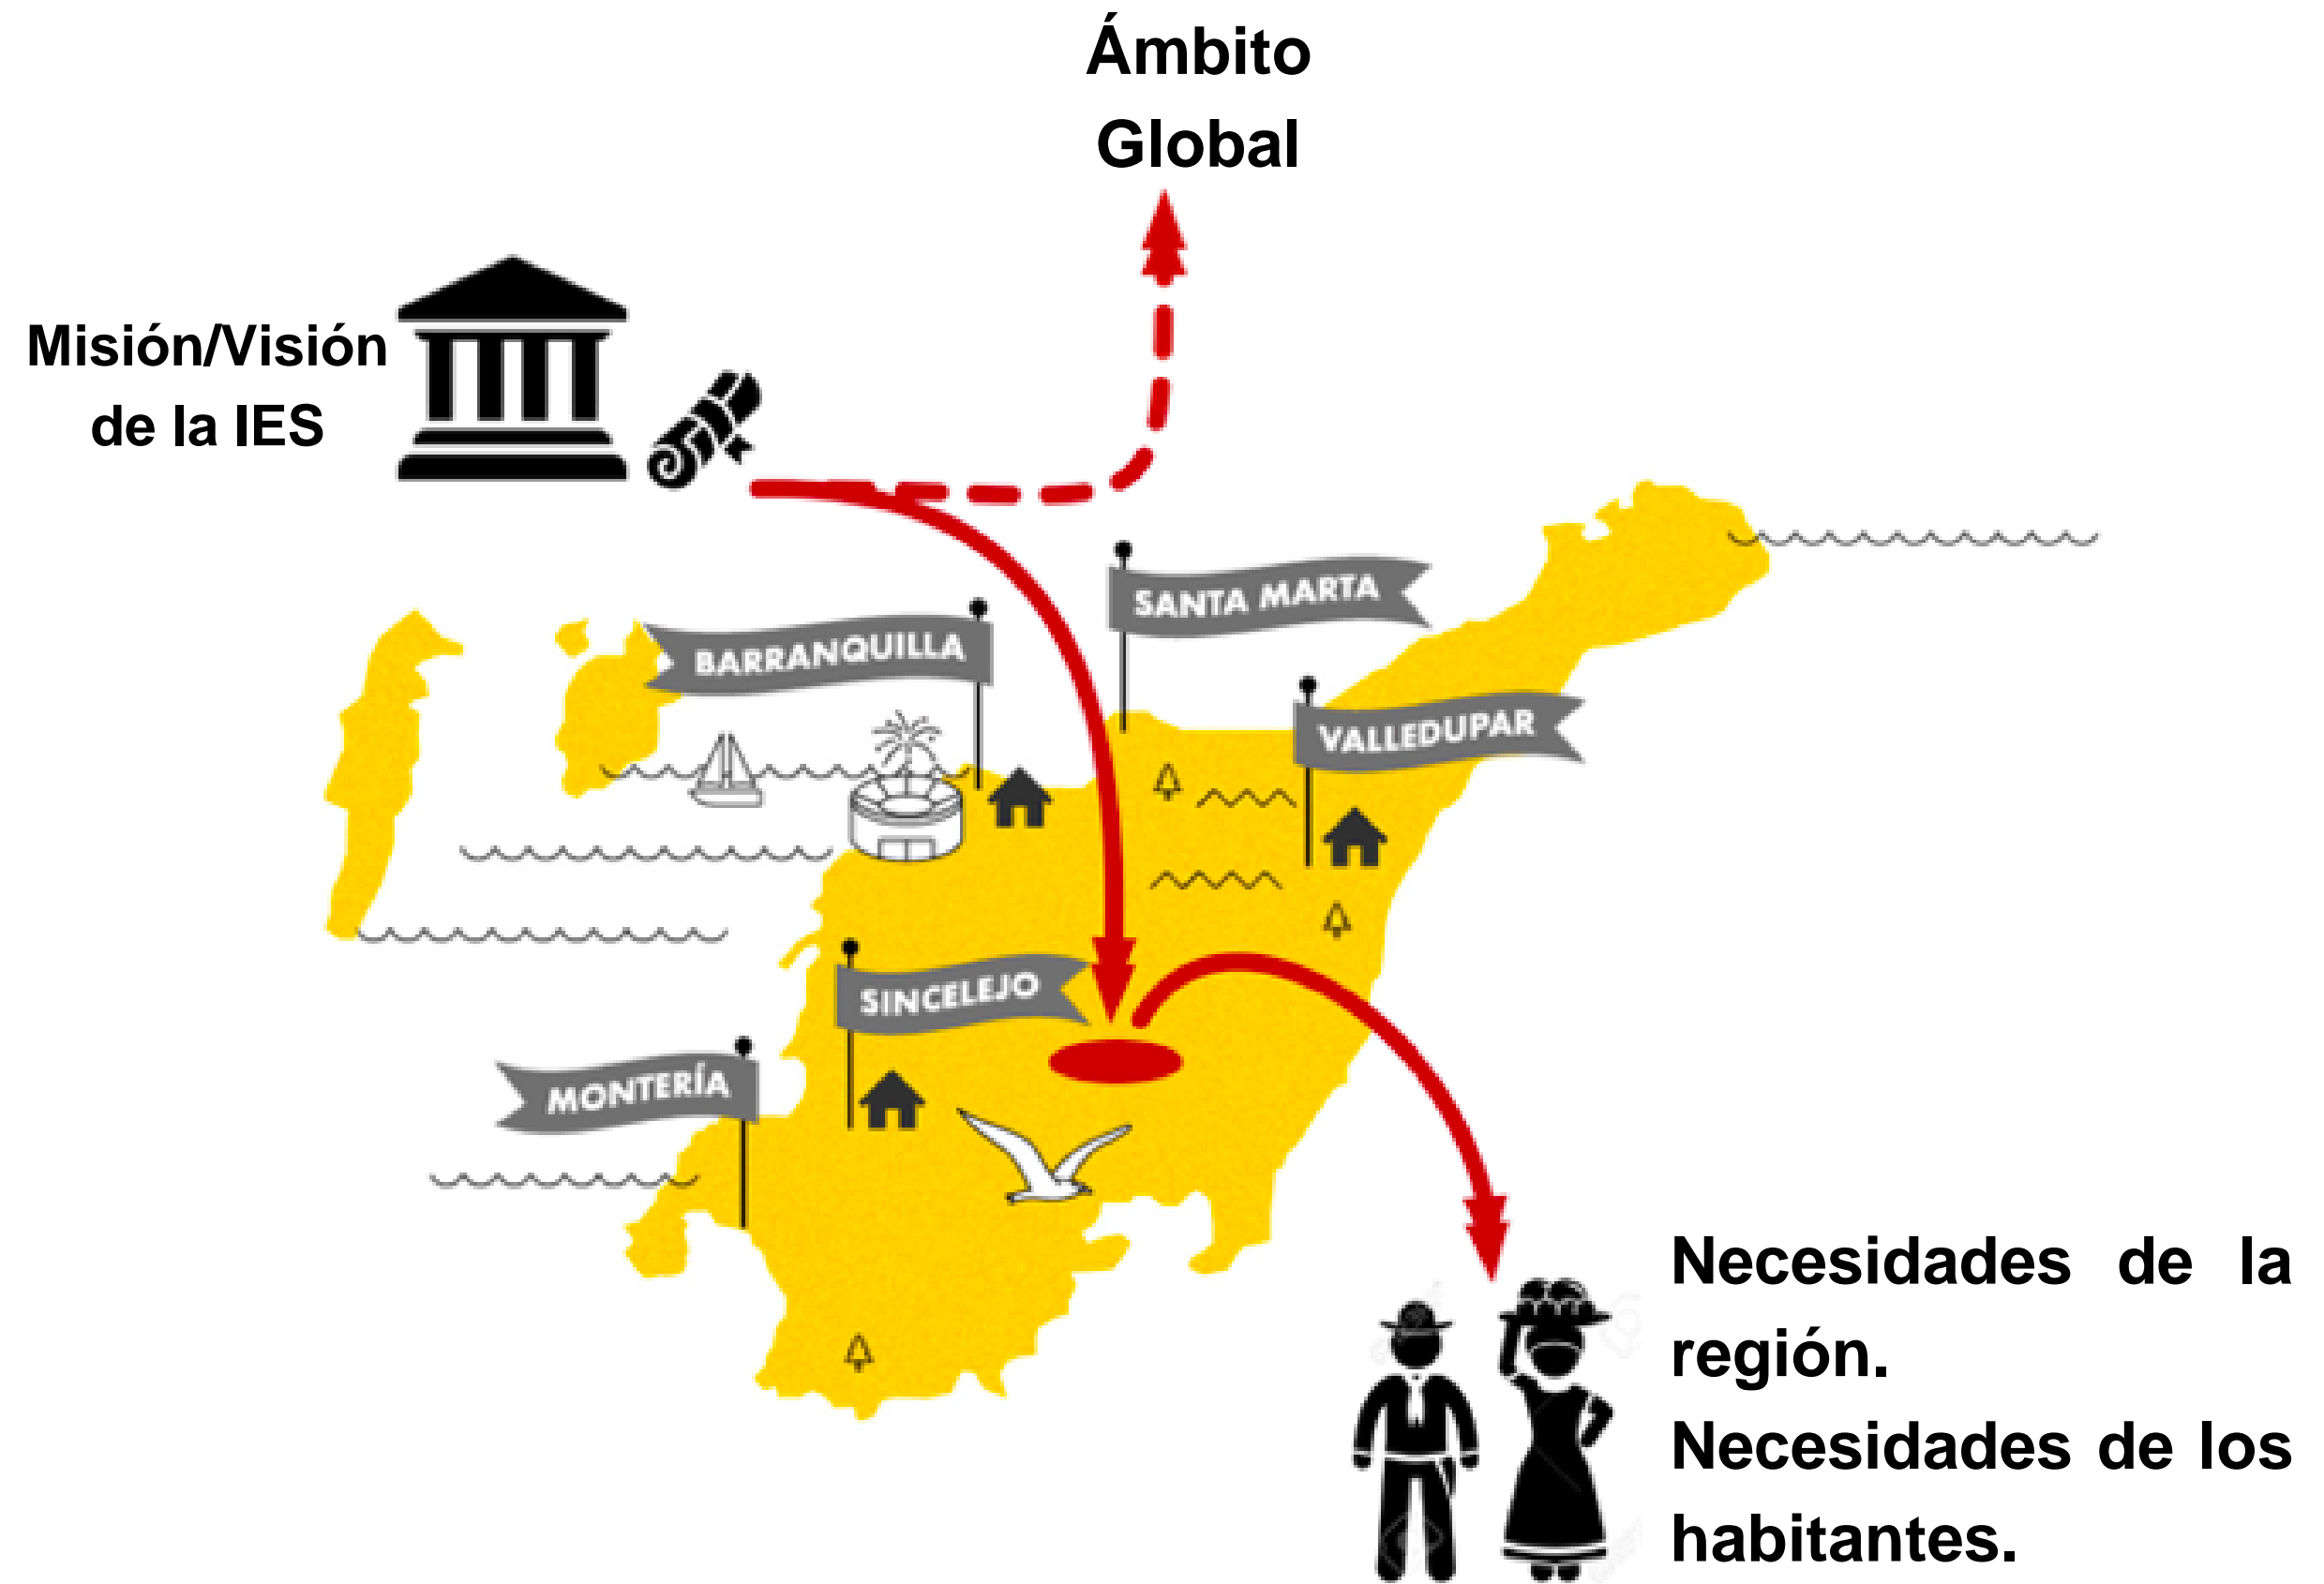 Ámbito
Global
Misión/Visión
de la IES
SANTA MARTA
BARRANQUILLA
VALLEDUPAR
SINCELEJO
MONTERÍA
Necesidades de la
región.
Necesidades de los
habitantes.